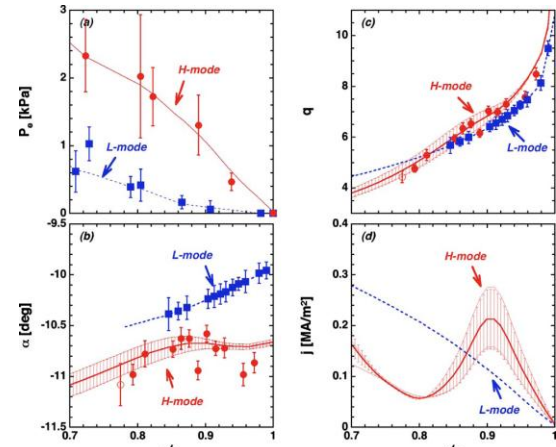 (a)
3
2
1
0
P_e [kPa]
H-mode
L-mode
(c)
10
8
6
4
q
H-mode
L-mode
(b)
-9.5
-10
-10.5
-11
-11.5
α [deg]
L-mode
H-mode
0.7 0.8 0.9 1
(d)
0.4
0.3
0.2
0.1
0
j [MA/m²]
H-mode
L-mode
0.7 0.8 0.9 1